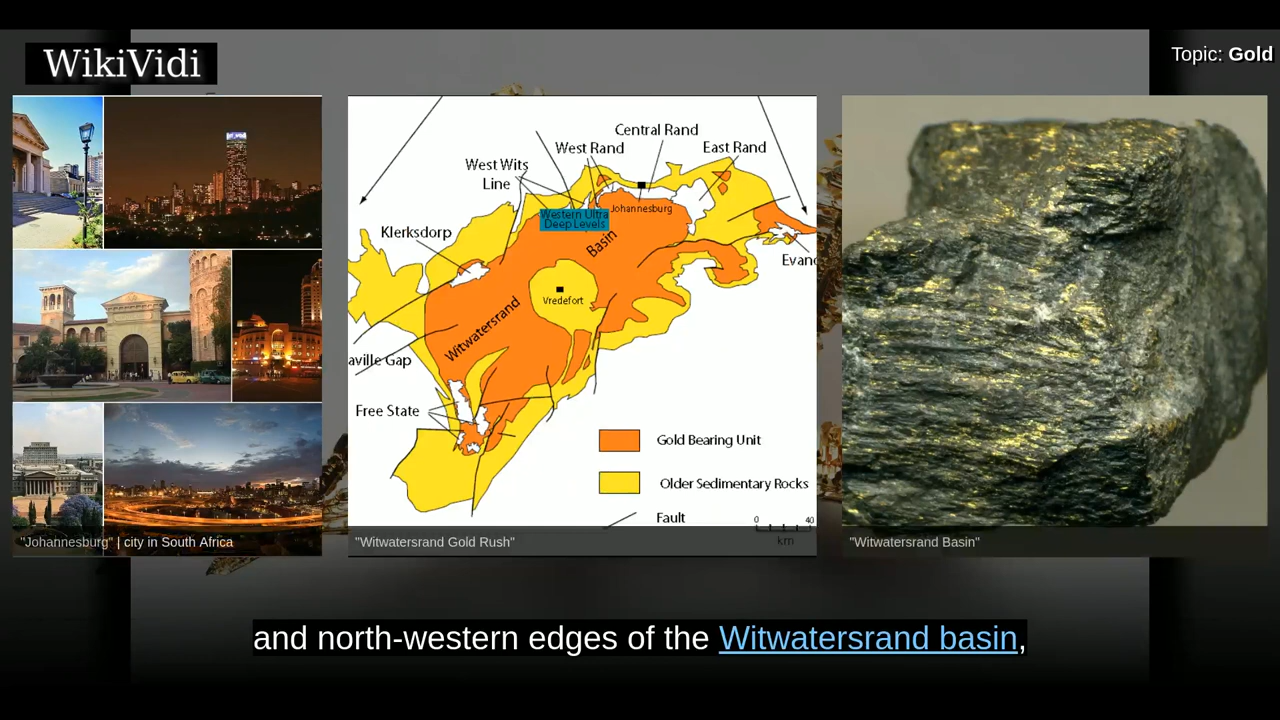 WikiVidi
Topic: Gold
Central Rand
West Rand
East Rand
West Wits
Line
Johannesburg
Western Ultra
Deep Levels
Klerksdorp
Basin
Evand
Vredefort
Witwatersrand
aville Gap
Free State
Gold Bearing Unit
Older Sedimentary Rocks
Fault
0 40
km
"Johannesburg" | city in South Africa
"Witwatersrand Gold Rush"
"Witwatersrand Basin"
and north-western edges of the Witwatersrand basin,